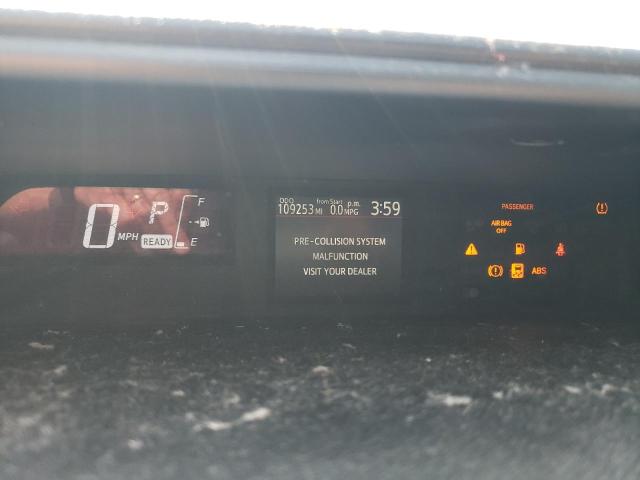 0 MPH
P
READY
F
E
ODO from Start p.m.
109253 MI 0.0 MPG 3:59
PRE-COLLISION SYSTEM
MALFUNCTION
VISIT YOUR DEALER
PASSENGER
AIR BAG
OFF
ABS